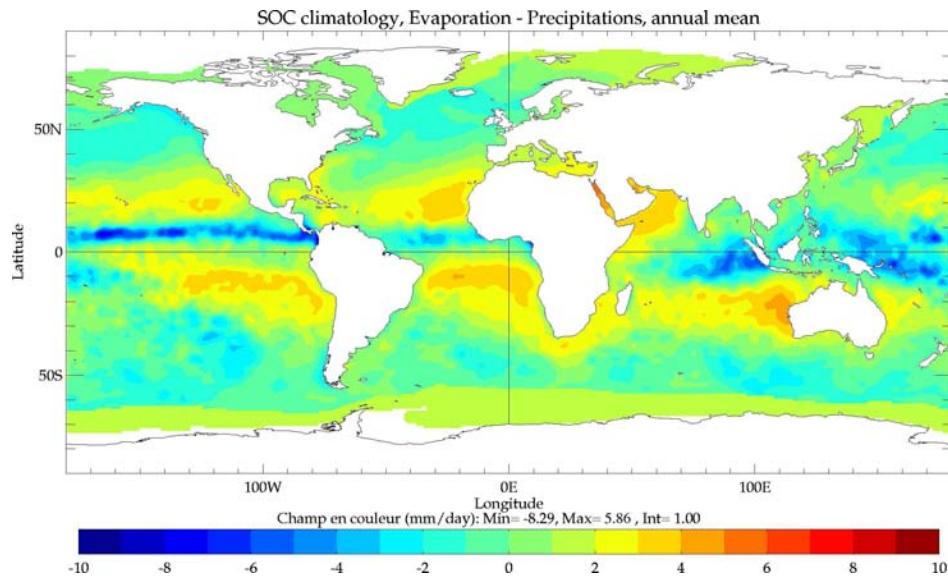 SOC climatology, Evaporation - Precipitations, annual mean
50N
0
50S
Latitude
100W 0E 100E
Longitude
Champ en couleur (mm/day): Min= -8.29, Max= 5.86 , Int= 1.00
-10 -8 -6 -4 -2 0 2 4 6 8 10